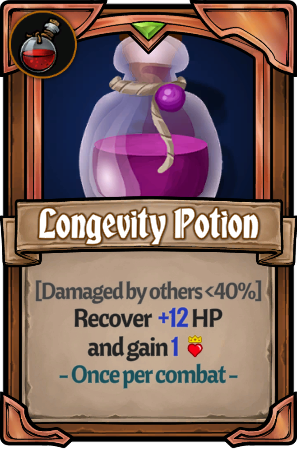 Longevity Potion
[Damaged by others <40%]
Recover +12 HP
and gain 1
- Once per combat -